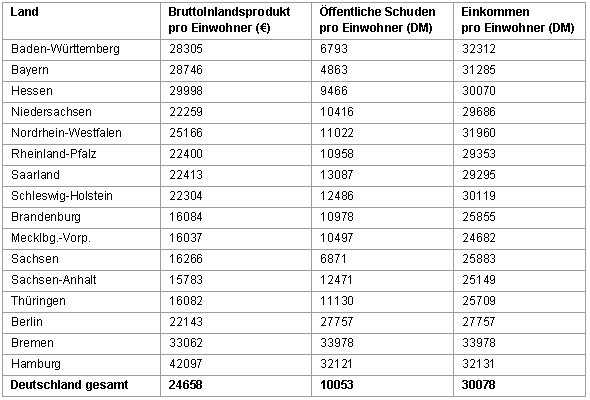 Land Bruttoinlandsprodukt Öffentliche Schuden Einkommen
pro Einwohner (€) pro Einwohner (DM) pro Einwohner (DM)
Baden-Württemberg 28305 6793 32312
Bayern 28746 4863 31285
Hessen 29998 9466 30070
Niedersachsen 22259 10416 29686
Nordrhein-Westfalen 25166 11022 31960
Rheinland-Pfalz 22400 10958 29353
Saarland 22413 13087 29295
Schleswig-Holstein 22304 12486 30119
Brandenburg 16084 10978 25855
Mecklbg.-Vorp. 16037 10497 24682
Sachsen 16266 6871 25883
Sachsen-Anhalt 15783 12471 25149
Thüringen 16082 11130 25709
Berlin 22143 27757 27757
Bremen 33062 33978 33978
Hamburg 42097 32121 32131
Deutschland gesamt 24658 10053 30078